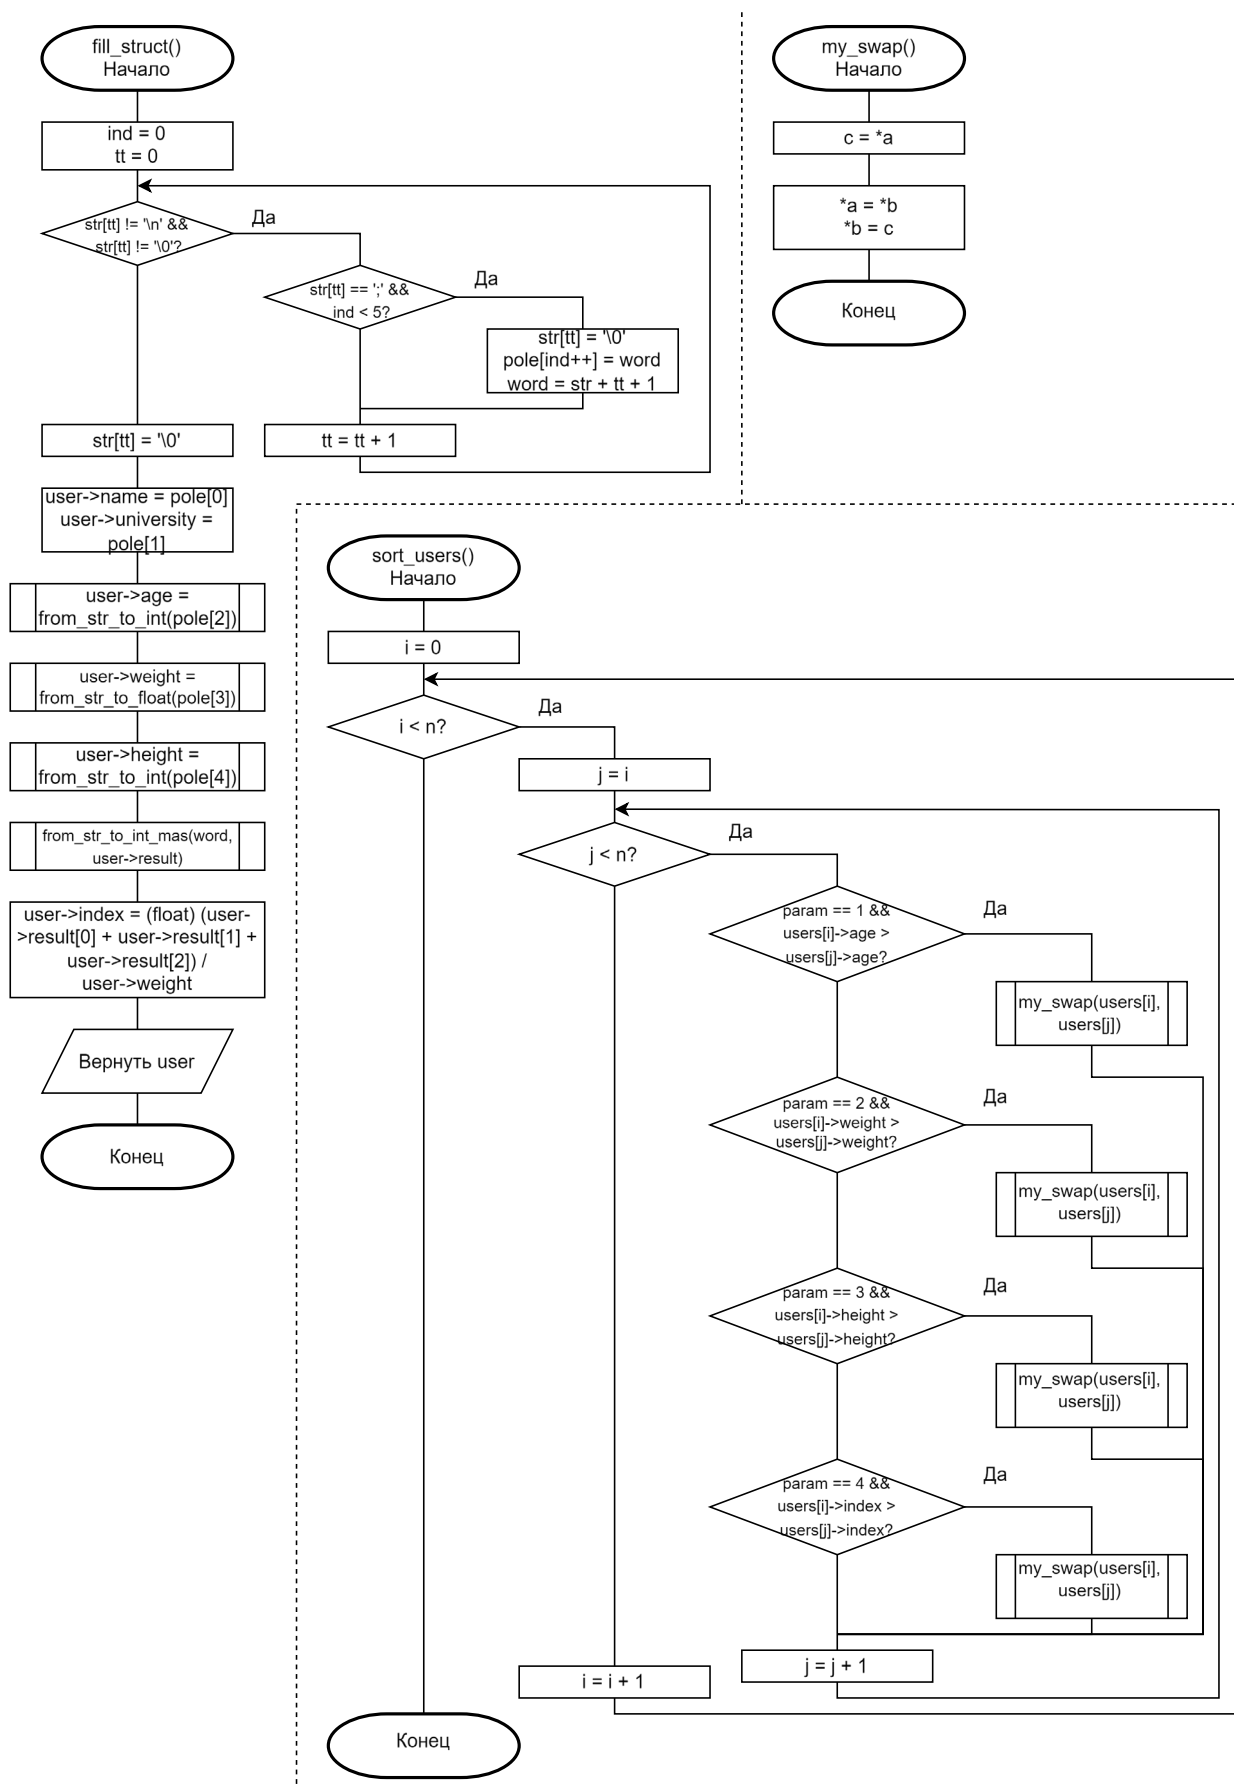 fill_struct()
Начало
ind = 0
tt = 0
str[tt] != '\n' &&
str[tt] != '\0'?
Да
str[tt] == ';' &&
ind < 5?
Да
str[tt] = '\0'
pole[ind++] = word
word = str + tt + 1
tt = tt + 1
str[tt] = '\0'
user->name = pole[0]
user->university =
pole[1]
user->age =
from_str_to_int(pole[2])
user->weight =
from_str_to_float(pole[3])
user->height =
from_str_to_int(pole[4])
from_str_to_int_mas(word,
user->result)
user->index = (float) (user-
>result[0] + user->result[1] +
user->result[2]) /
user->weight
Вернуть user
Конец
my_swap()
Начало
c = *a
*a = *b
*b = c
Конец
sort_users()
Начало
i = 0
i < n?
Да
j = i
j < n?
Да
param == 1 &&
users[i]->age >
users[j]->age?
Да
my_swap(users[i],
users[j])
param == 2 &&
users[i]->weight >
users[j]->weight?
Да
my_swap(users[i],
users[j])
param == 3 &&
users[i]->height >
users[j]->height?
Да
my_swap(users[i],
users[j])
param == 4 &&
users[i]->index >
users[j]->index?
Да
my_swap(users[i],
users[j])
j = j + 1
i = i + 1
Конец